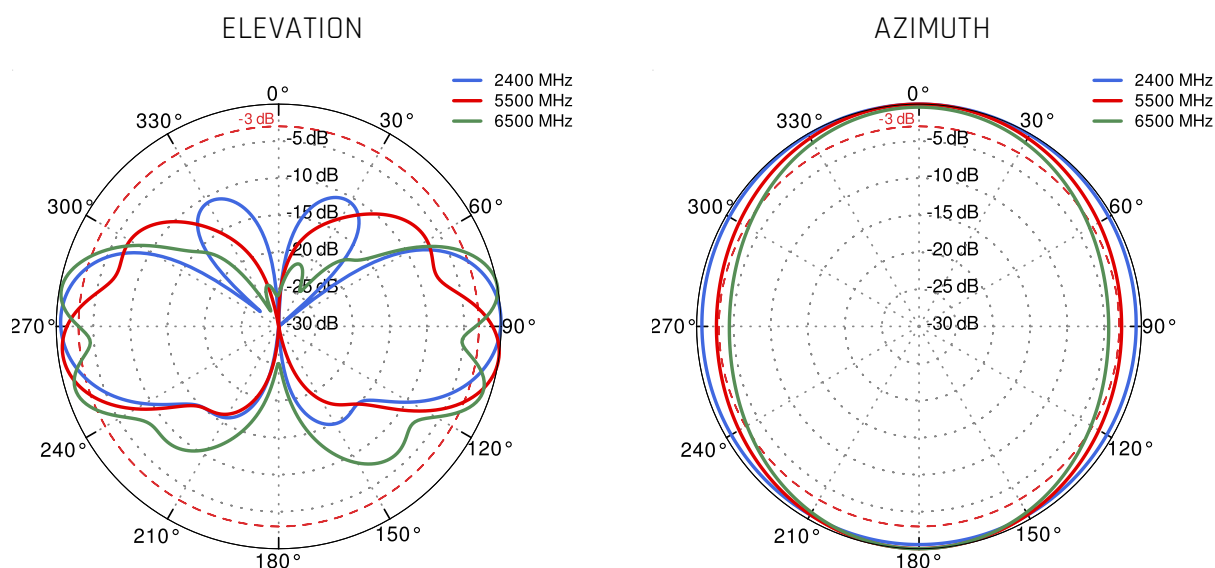 ELEVATION
2400 MHz
5500 MHz
6500 MHz
0°
30°
60°
90°
120°
150°
180°
210°
240°
270°
300°
330°
-3 dB
-5 dB
-10 dB
-15 dB
-20 dB
-25 dB
-30 dB
AZIMUTH
2400 MHz
5500 MHz
6500 MHz
0°
30°
60°
90°
120°
150°
180°
210°
240°
270°
300°
330°
-3 dB
-5 dB
-10 dB
-15 dB
-20 dB
-25 dB
-30 dB